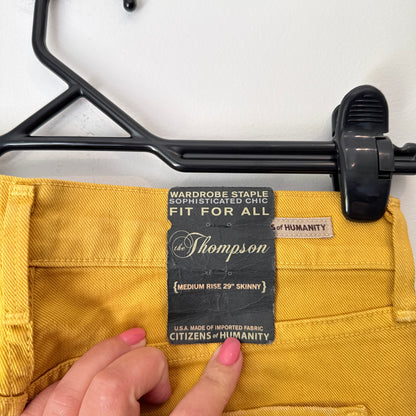 WARDROBE STAPLE
SOPHISTICATED CHIC
FIT FOR ALL
the Thompson
{MEDIUM RISE 29" SKINNY}
U.S.A. MADE OF IMPORTED FABRIC
CITIZENS of HUMANITY
S of HUMANITY